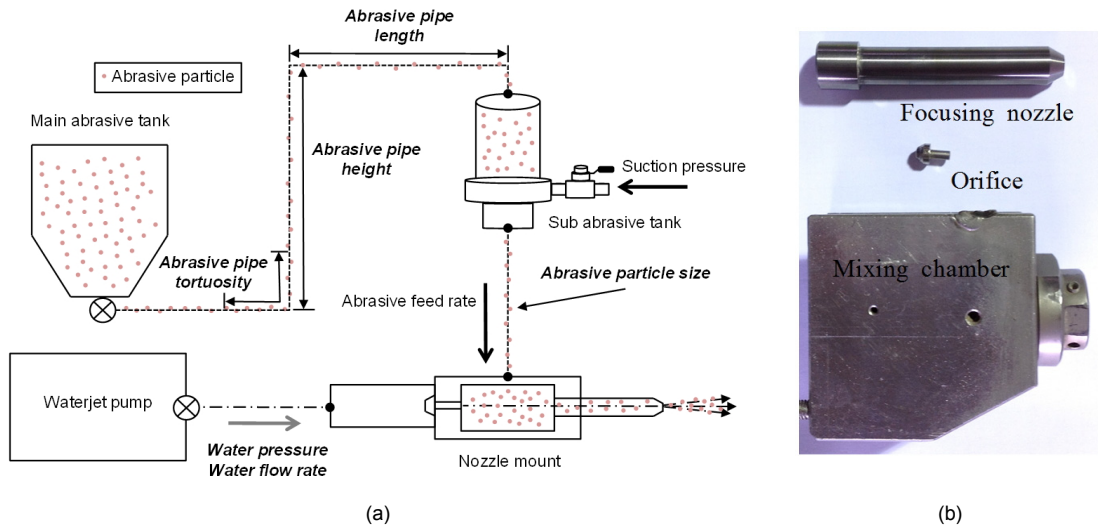 Abrasive pipe
length
Abrasive particle
Main abrasive tank
Abrasive pipe
height
Suction pressure
Sub abrasive tank
Abrasive pipe
tortuosity
Abrasive particle size
Abrasive feed rate
Waterjet pump
Water pressure
Water flow rate
Nozzle mount
(a)
Focusing nozzle
Orifice
Mixing chamber
(b)